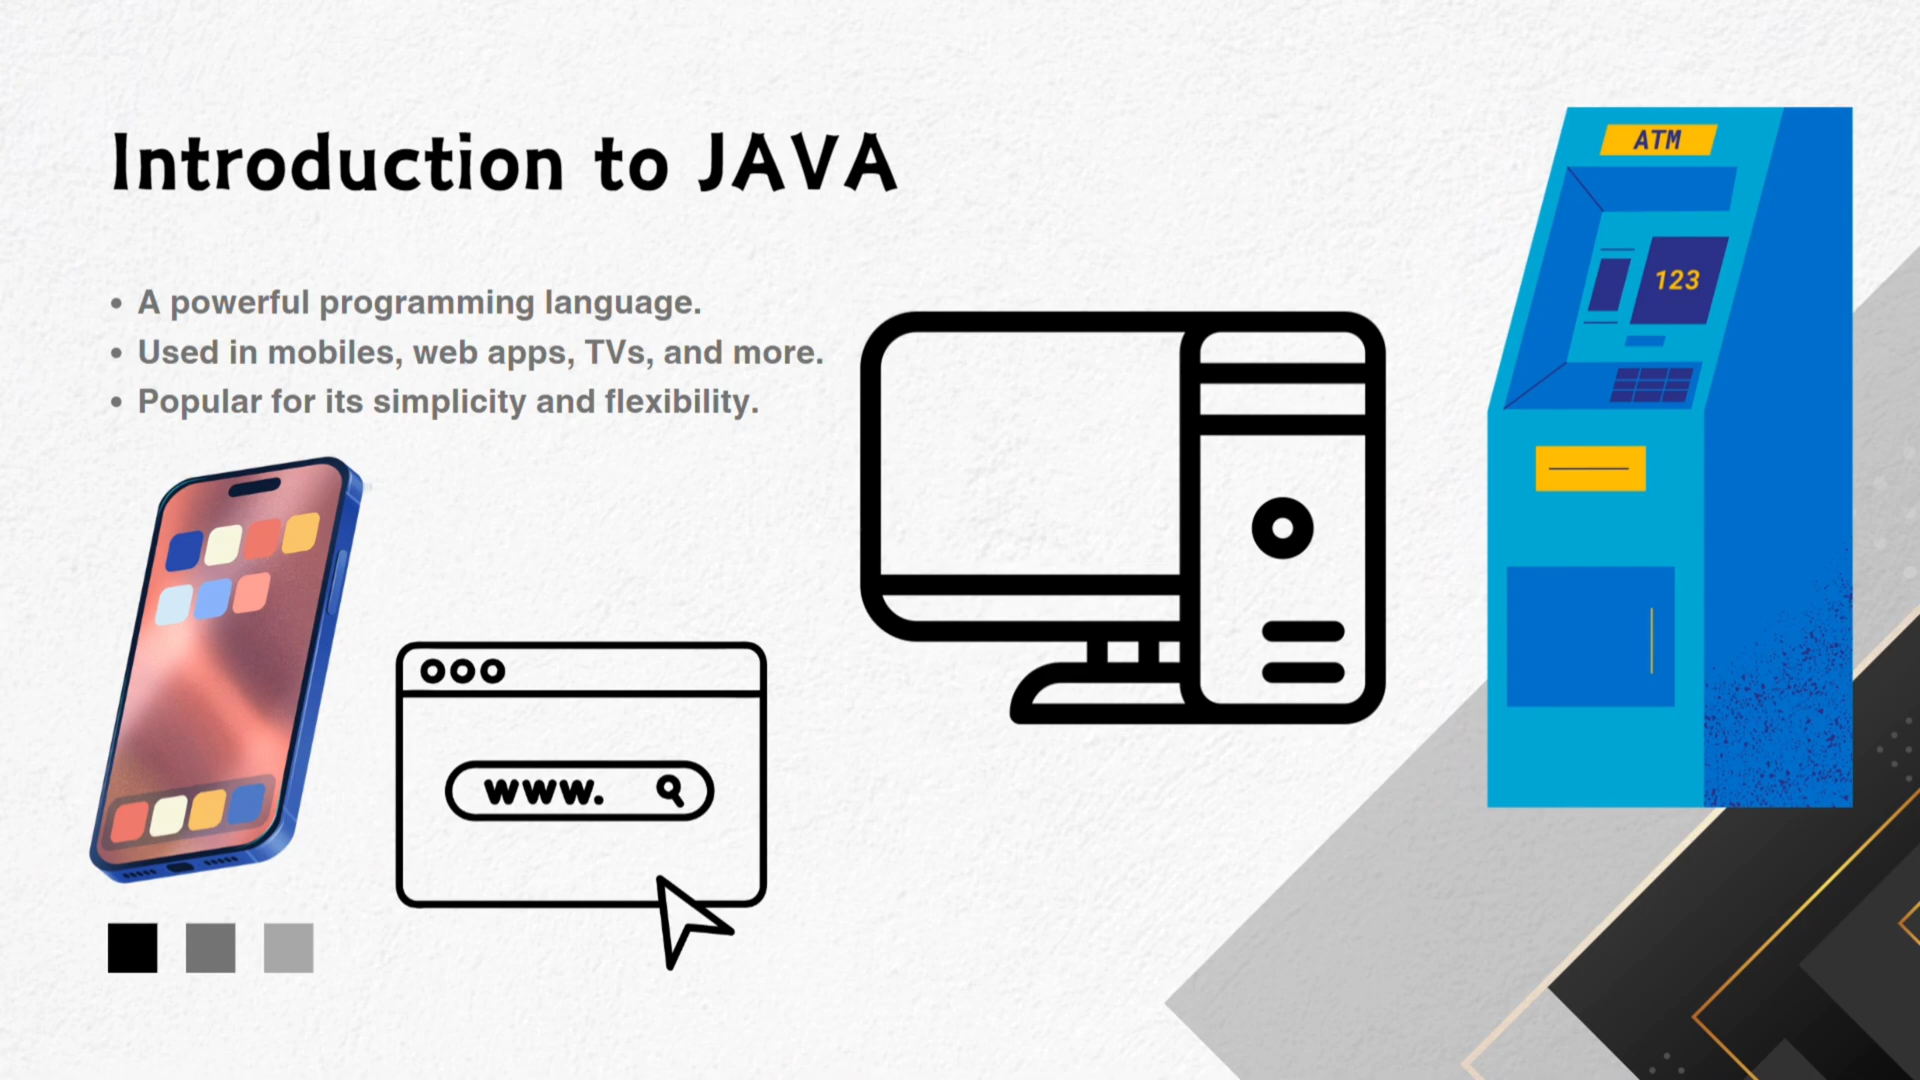 Introduction to JAVA
• A powerful programming language.
• Used in mobiles, web apps, TVs, and more.
• Popular for its simplicity and flexibility.
ATM
123
www.